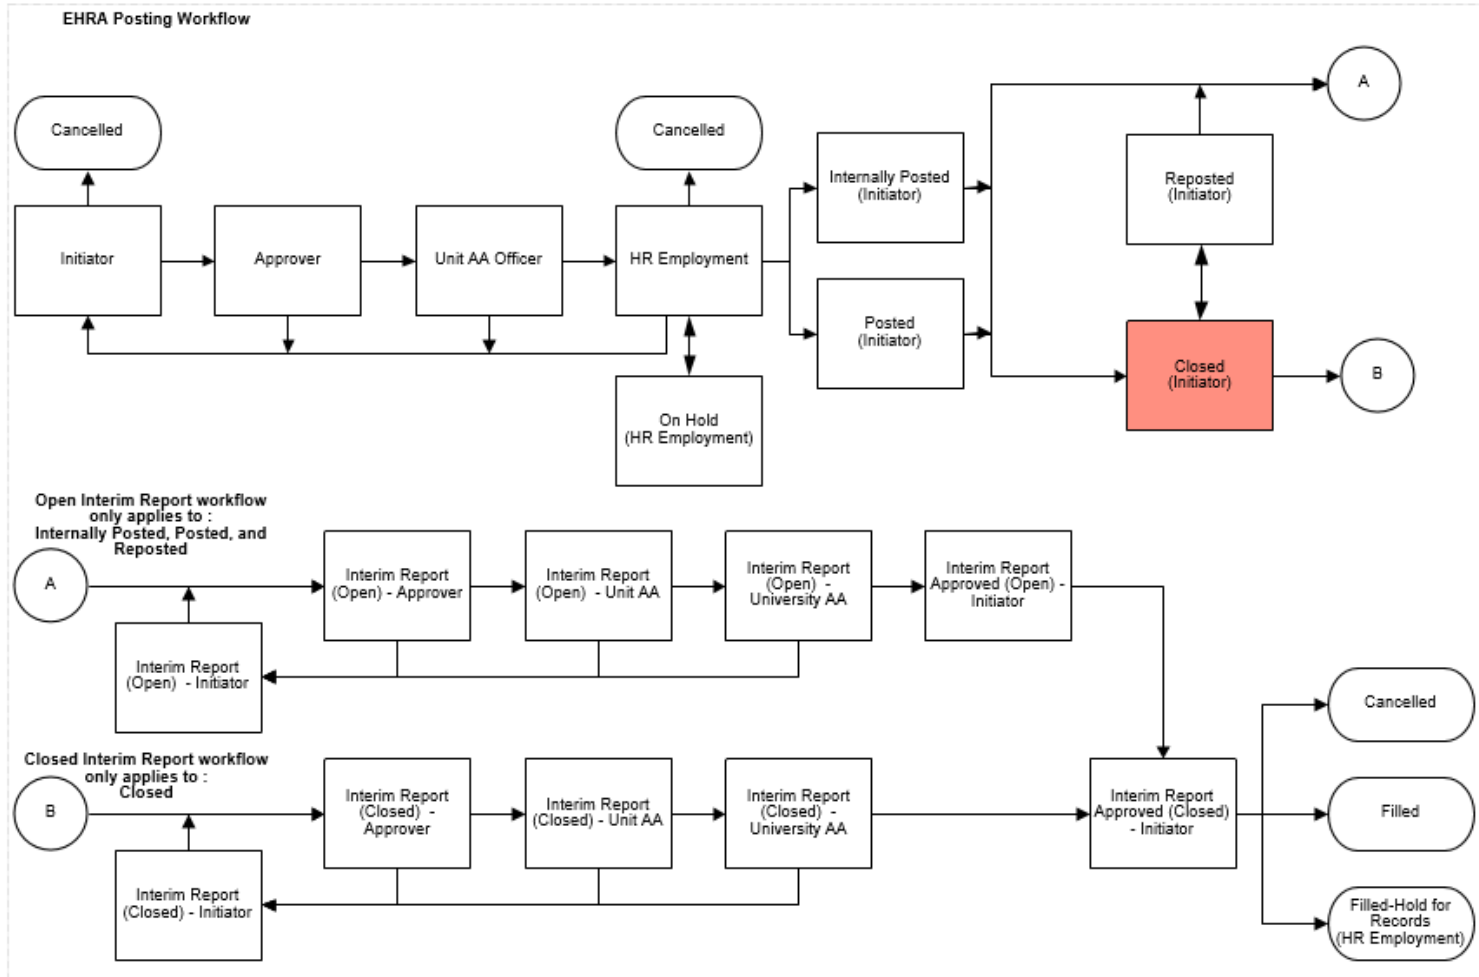 EHRA Posting Workflow
Cancelled
Cancelled
A
Initiator
Approver
Unit AA Officer
HR Employment
Internally Posted
(Initiator)
Reposted
(Initiator)
Posted
(Initiator)
Closed
(Initiator)
B
On Hold
(HR Employment)
Open Interim Report workflow
only applies to :
Internally Posted, Posted, and
Reposted
A
Interim Report
(Open) - Approver
Interim Report
(Open)  - Unit AA
Interim Report
(Open)  -
University AA
Interim Report
Approved (Open) -
Initiator
Interim Report
(Open)  - Initiator
Closed Interim Report workflow
only applies to :
Closed
B
Interim Report
(Closed)  -
Approver
Interim Report
(Closed) - Unit AA
Interim Report
(Closed)  -
University AA
Interim Report
Approved (Closed)
- Initiator
Interim Report
(Closed) - Initiator
Cancelled
Filled
Filled-Hold for
Records
(HR Employment)